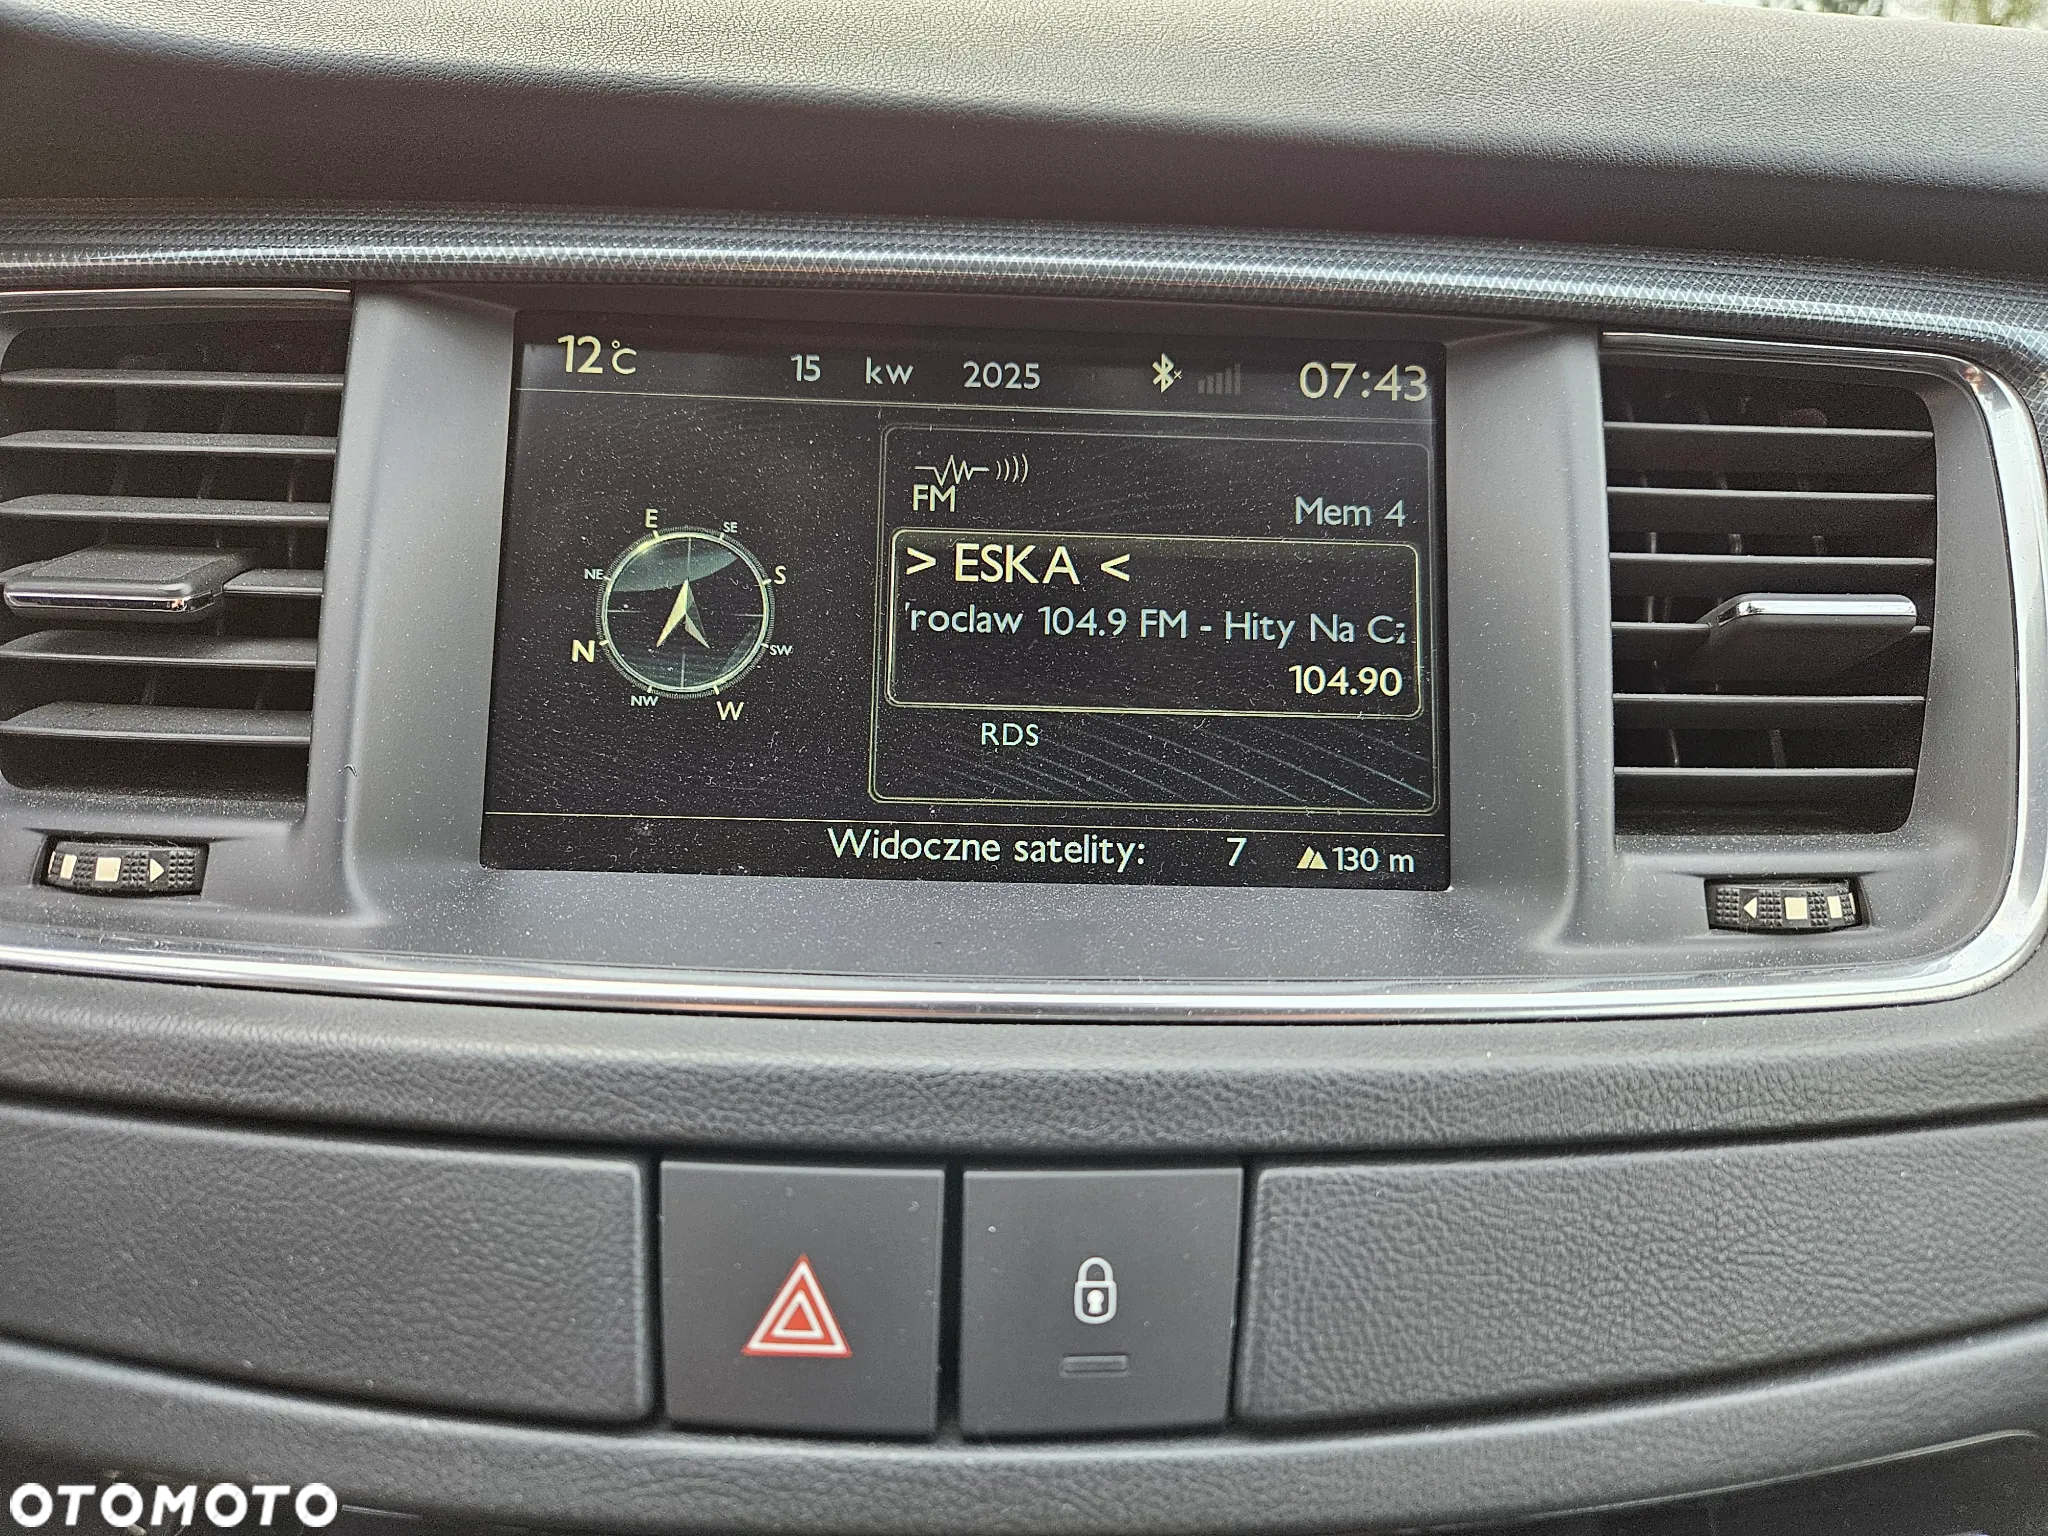 12°C 15 kw 2025 07:43
FM
Mem 4
> ESKA <
roclaw 104.9 FM - Hity Na C
104.90
RDS
E SE
NE S
N SW
NW W
Widoczne satelity: 7 130 m
OTOMOTO